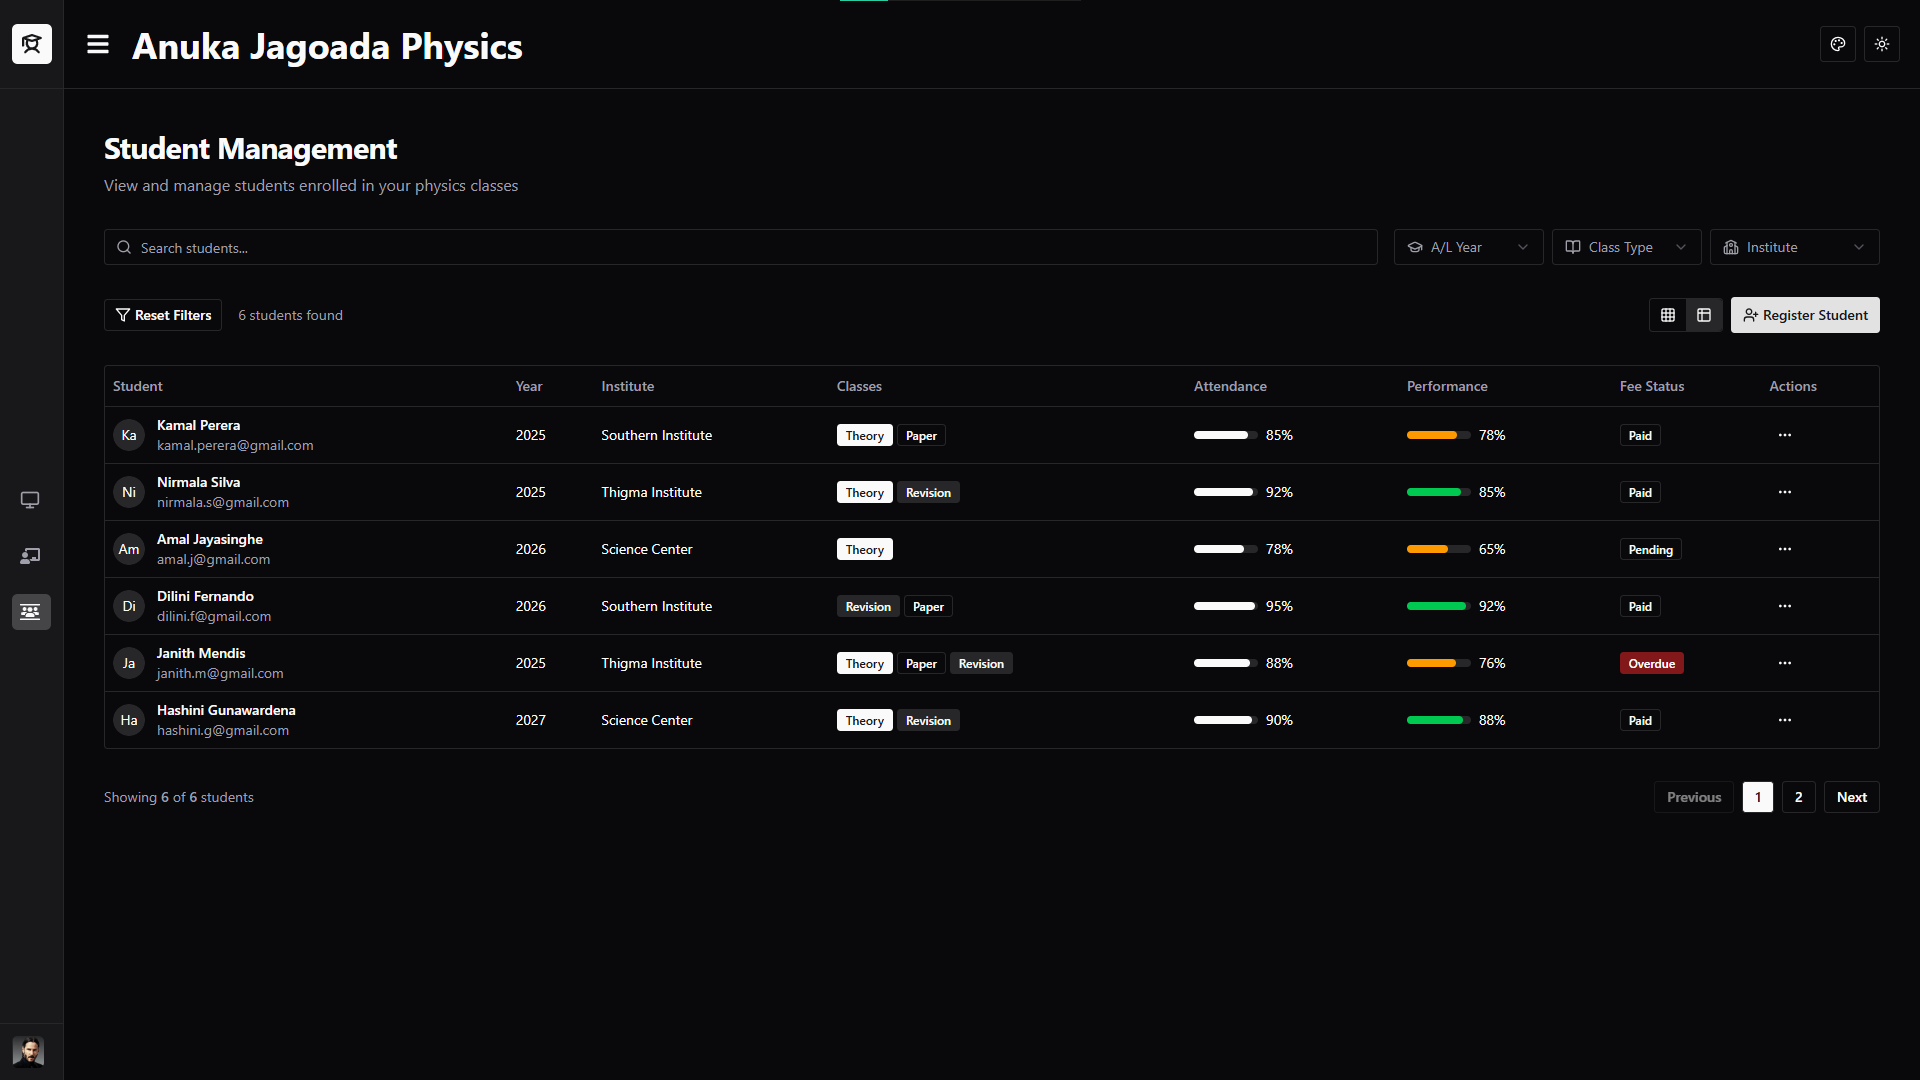 Anuka Jagoada Physics
Student Management
View and manage students enrolled in your physics classes
Search students...
A/L Year
Class Type
Institute
Reset Filters
6 students found
Register Student
Student Year Institute Classes Attendance Performance Fee Status Actions
Ka Kamal Perera 2025 Southern Institute Theory Paper 85% 78% Paid
kamal.perera@gmail.com
Ni Nirmala Silva 2025 Thigma Institute Theory Revision 92% 85% Paid
nirmala.s@gmail.com
Am Amal Jayasinghe 2026 Science Center Theory 78% 65% Pending
amal.j@gmail.com
Di Dilini Fernando 2026 Southern Institute Revision Paper 95% 92% Paid
dilini.f@gmail.com
Ja Janith Mendis 2025 Thigma Institute Theory Paper Revision 88% 76% Overdue
janith.m@gmail.com
Ha Hashini Gunawardena 2027 Science Center Theory Revision 90% 88% Paid
hashini.g@gmail.com
Showing 6 of 6 students
Previous 1 2 Next